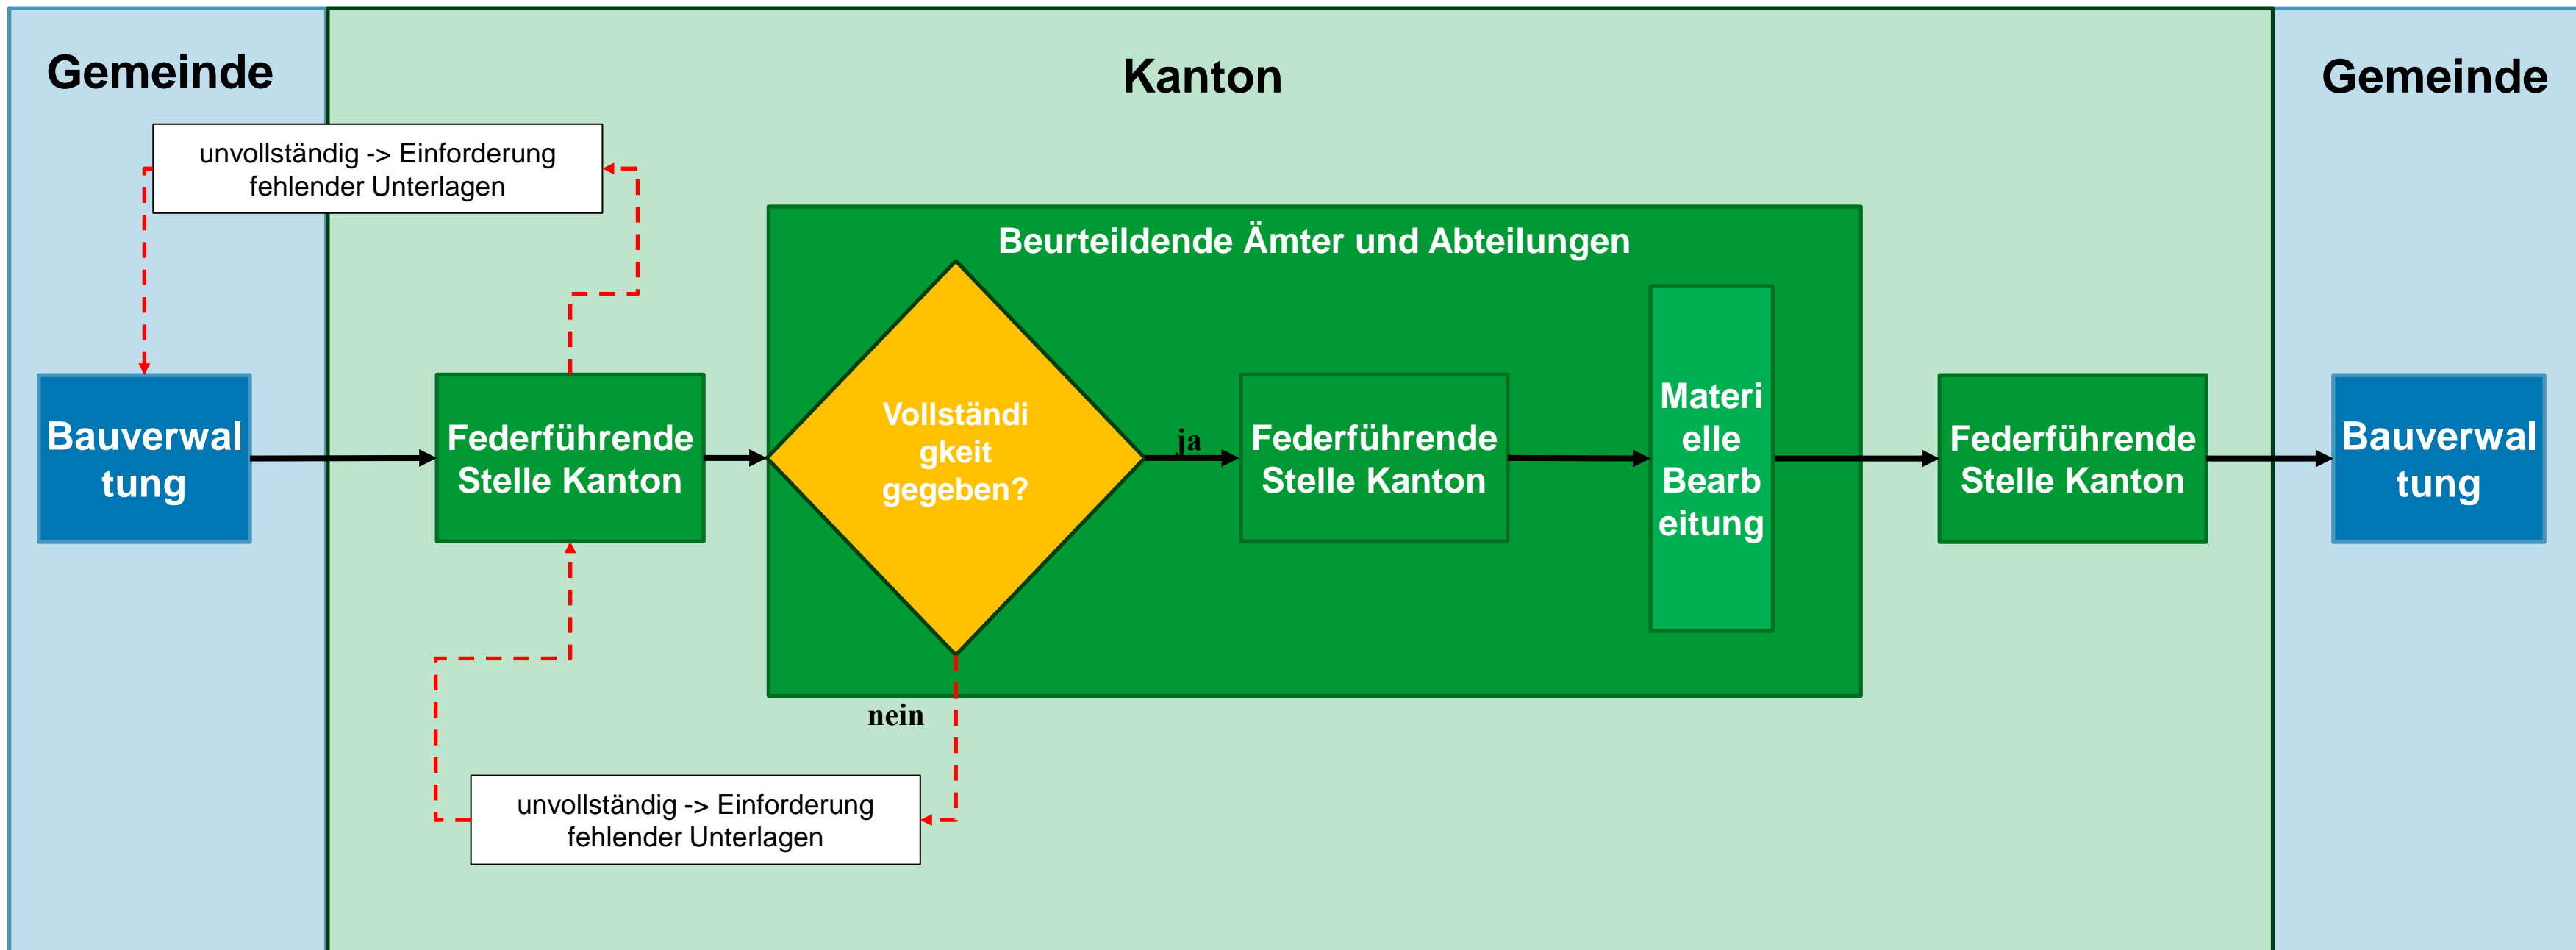 Gemeinde
Kanton
Gemeinde
unvollständig -> Einforderung
fehlender Unterlagen
Beurteildende Ämter und Abteilungen
Bauverwal
tung
Federführende
Stelle Kanton
Vollständi
gkeit
gegeben?
ja
Federführende
Stelle Kanton
Materi
elle
Bearb
eitung
Federführende
Stelle Kanton
Bauverwal
tung
nein
unvollständig -> Einforderung
fehlender Unterlagen